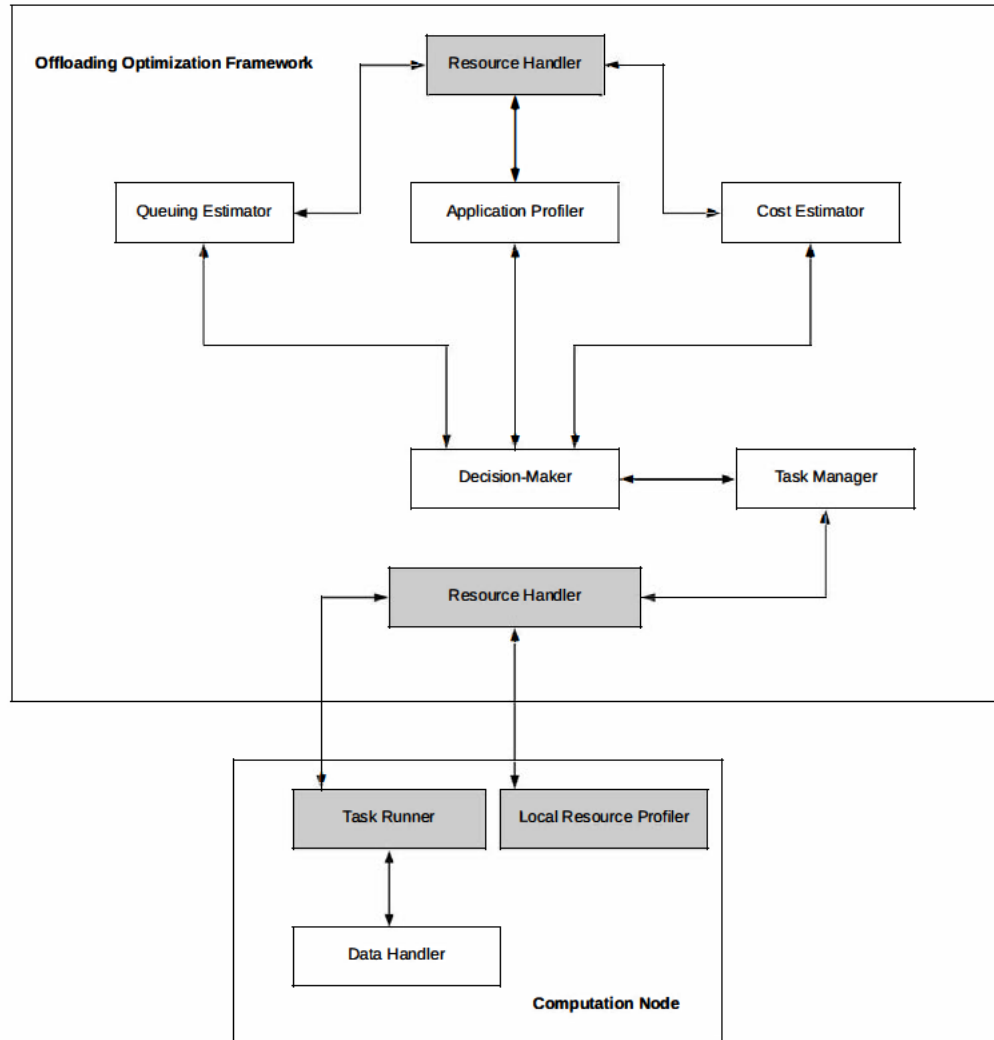 Offloading Optimization Framework
Resource Handler
Queuing Estimator
Application Profiler
Cost Estimator
Decision-Maker
Task Manager
Resource Handler
Task Runner
Local Resource Profiler
Data Handler
Computation Node